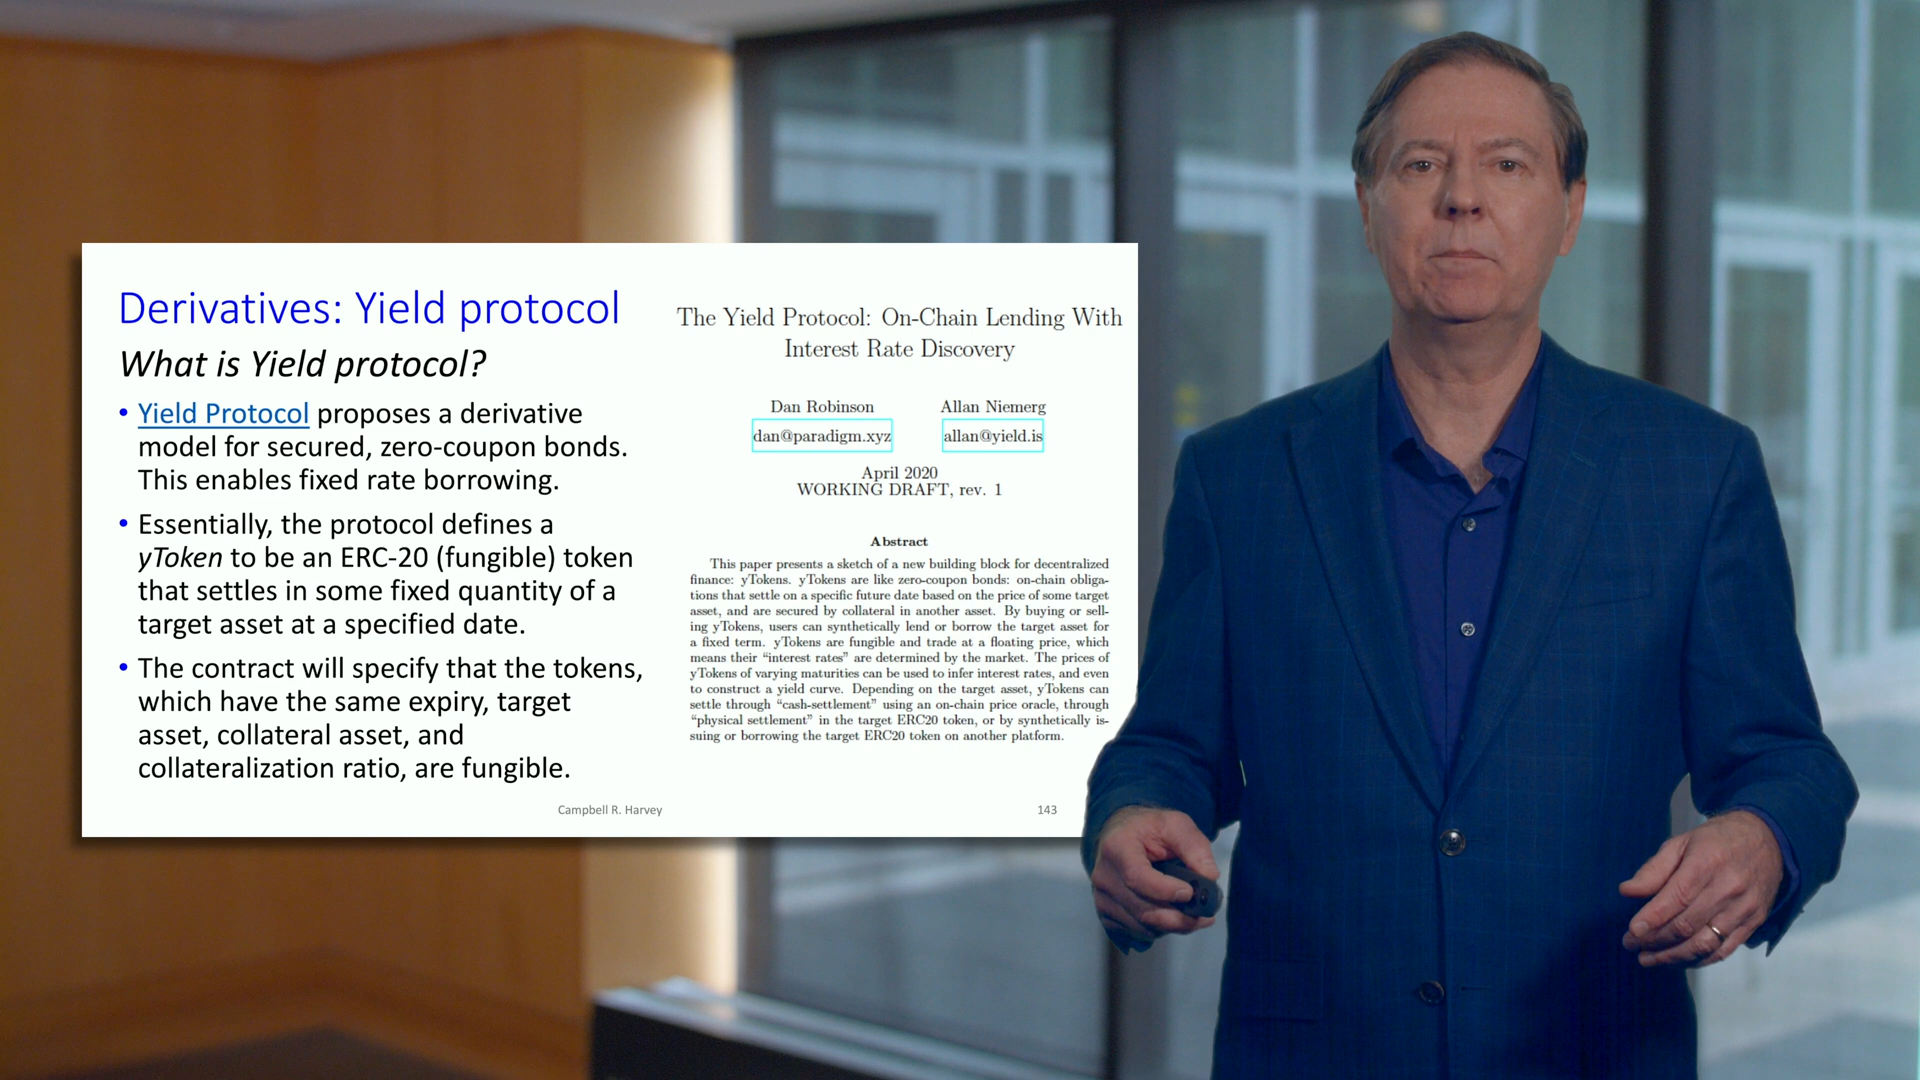 Derivatives: Yield protocol
What is Yield protocol?
• Yield Protocol proposes a derivative
model for secured, zero-coupon bonds.
This enables fixed rate borrowing.
• Essentially, the protocol defines a
yToken to be an ERC-20 (fungible) token
that settles in some fixed quantity of a
target asset at a specified date.
• The contract will specify that the tokens,
which have the same expiry, target
asset, collateral asset, and
collateralization ratio, are fungible.
The Yield Protocol: On-Chain Lending With
Interest Rate Discovery
Dan Robinson Allan Niemerg
dan@paradigm.xyz allan@yield.is
April 2020
WORKING DRAFT, rev. 1
Abstract
This paper presents a sketch of a new building block for decentralized
finance: yTokens. yTokens are like zero-coupon bonds: on-chain obliga-
tions that settle on a specific future date based on the price of some target
asset, and are secured by collateral in another asset. By buying or sell-
ing yTokens, users can synthetically lend or borrow the target asset for
a fixed term. yTokens are fungible and trade at a floating price, which
means their “interest rates” are determined by the market. The prices of
yTokens of varying maturities can be used to infer interest rates, and even
to construct a yield curve. Depending on the target asset, yTokens can
settle through “cash-settlement” using an on-chain price oracle, through
“physical settlement” in the target ERC20 token, or by synthetically is-
suing or borrowing the target ERC20 token on another platform.
Campbell R. Harvey 143